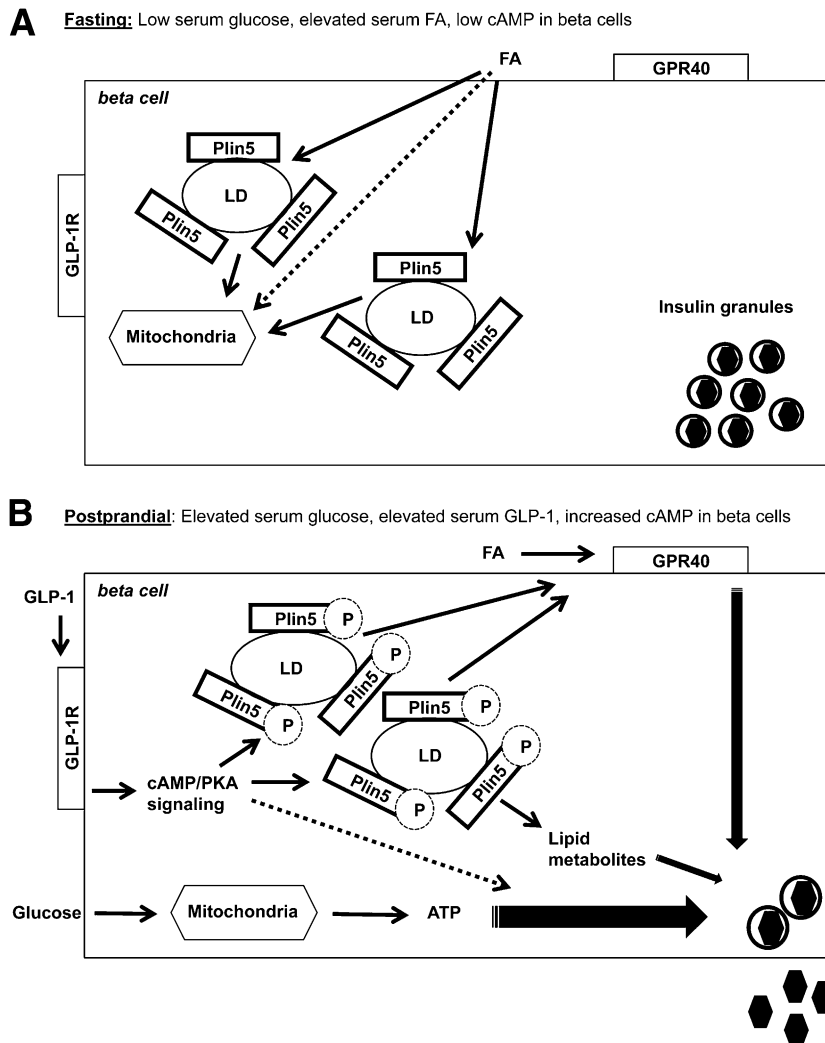 A
Fasting: Low serum glucose, elevated serum FA, low cAMP in beta cells
FA
GPR40
beta cell
Plin5
LD
Plin5
Plin5
GLP-1R
Plin5
LD
Plin5
Plin5
Mitochondria
Insulin granules
B
Postprandial: Elevated serum glucose, elevated serum GLP-1, increased cAMP in beta cells
FA
GPR40
beta cell
GLP-1
Plin5
P
LD
P
Plin5
Plin5
P
GLP-1R
Plin5
P
LD
P
Plin5
Plin5
P
cAMP/PKA
signaling
Lipid
metabolites
Glucose
Mitochondria
ATP